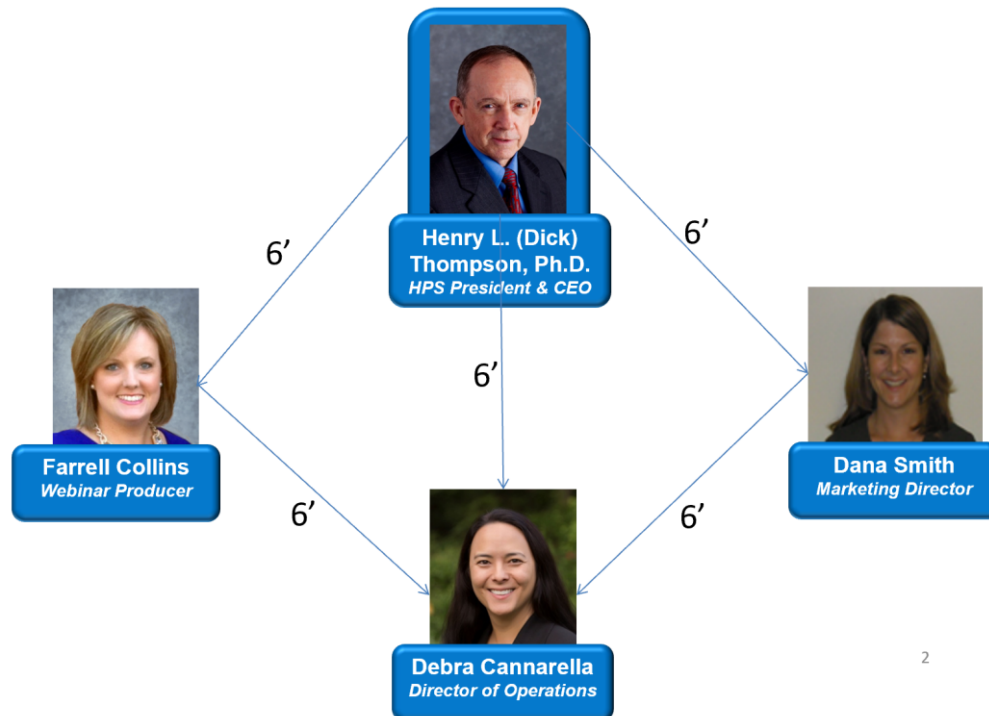 Henry L. (Dick)
Thompson, Ph.D.
HPS President & CEO
6’
6’
6’
Farrell Collins
Webinar Producer
Dana Smith
Marketing Director
6’
6’
Debra Cannarella
Director of Operations
2